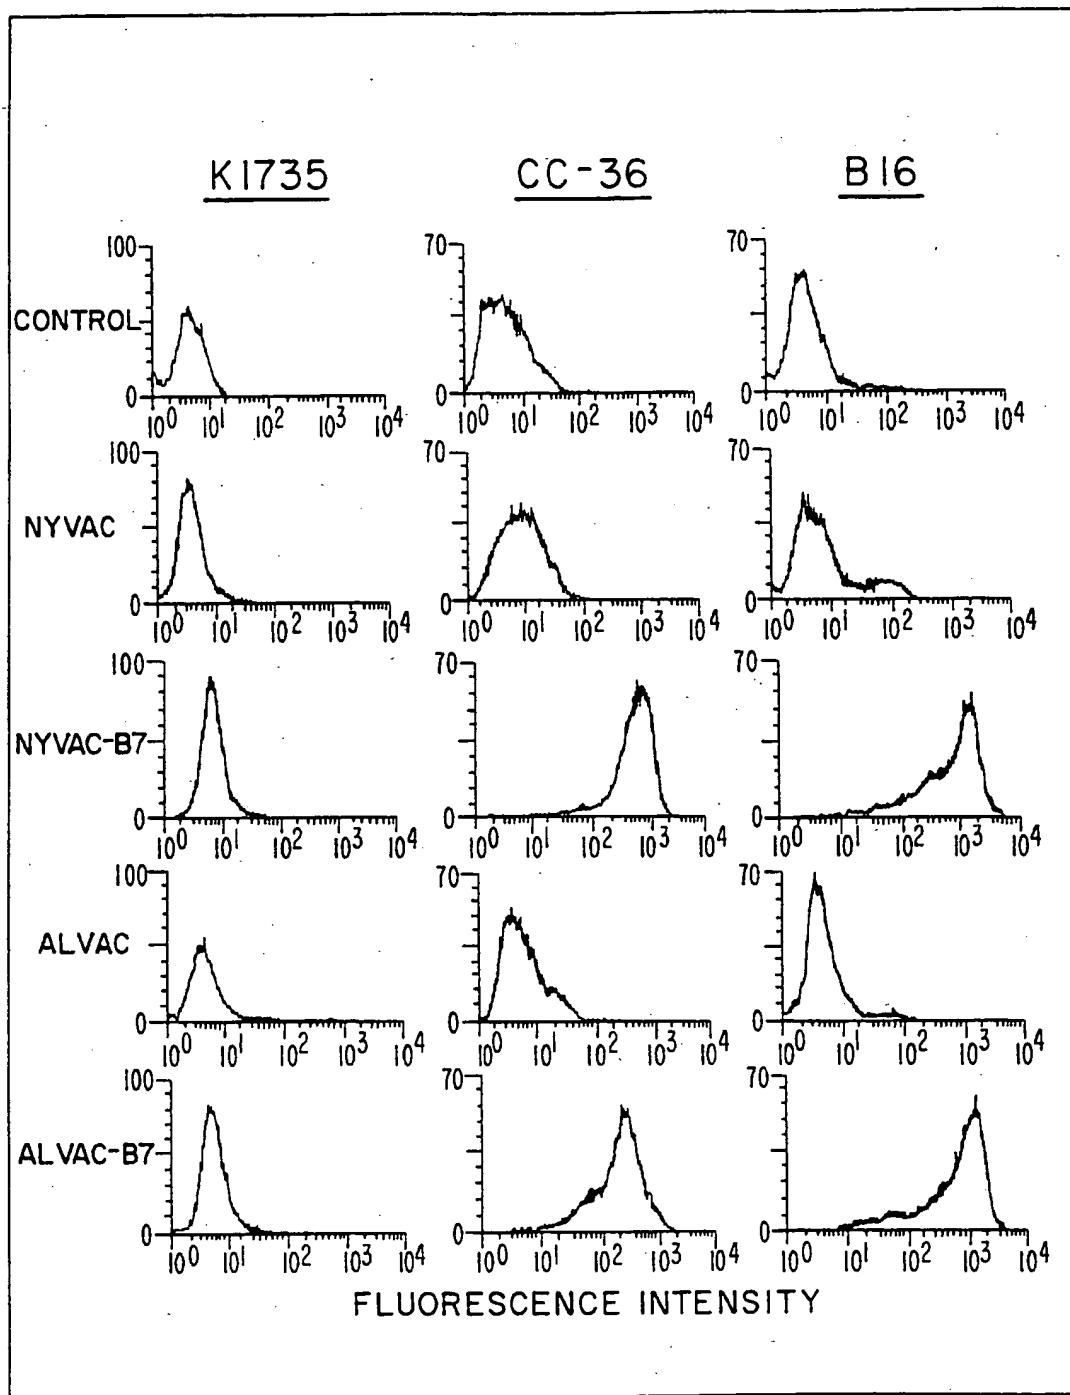 K1735 CC-36 B16
CONTROL
100 70 70
0 0 0
10^0 10^1 10^2 10^3 10^4 10^0 10^1 10^2 10^3 10^4 10^0 10^1 10^2 10^3 10^4
NYVAC
100 70 70
0 0 0
10^0 10^1 10^2 10^3 10^4 10^0 10^1 10^2 10^3 10^4 10^0 10^1 10^2 10^3 10^4
NYVAC-B7
100 70 70
0 0 0
10^0 10^1 10^2 10^3 10^4 10^0 10^1 10^2 10^3 10^4 10^0 10^1 10^2 10^3 10^4
ALVAC
100 70 70
0 0 0
10^0 10^1 10^2 10^3 10^4 10^0 10^1 10^2 10^3 10^4 10^0 10^1 10^2 10^3 10^4
ALVAC-B7
100 70 70
0 0 0
10^0 10^1 10^2 10^3 10^4 10^0 10^1 10^2 10^3 10^4 10^0 10^1 10^2 10^3 10^4
FLUORESCENCE INTENSITY